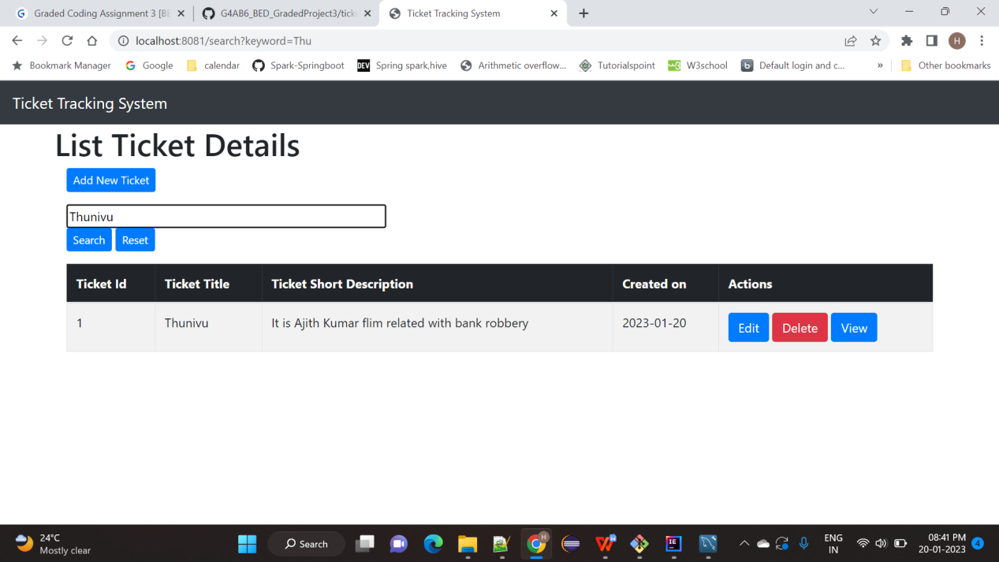 Graded Coding Assignment 3 [BE
G4AB6_BED_GradedProject3/tick
Ticket Tracking System
localhost:8081/search?keyword=Thu
H
Bookmark Manager
Google
calendar
Spark-Springboot
DEV
Spring spark,hive
Arithmetic overflow...
Tutorialspoint
W3school
Default login and c...
»
Other bookmarks
Ticket Tracking System
List Ticket Details
Add New Ticket
Thunivu
Search Reset
Ticket Id Ticket Title Ticket Short Description Created on Actions
1 Thunivu It is Ajith Kumar flim related with bank robbery 2023-01-20 Edit Delete View
24°C
Mostly clear
Search
ENG
IN
08:41 PM
20-01-2023
4